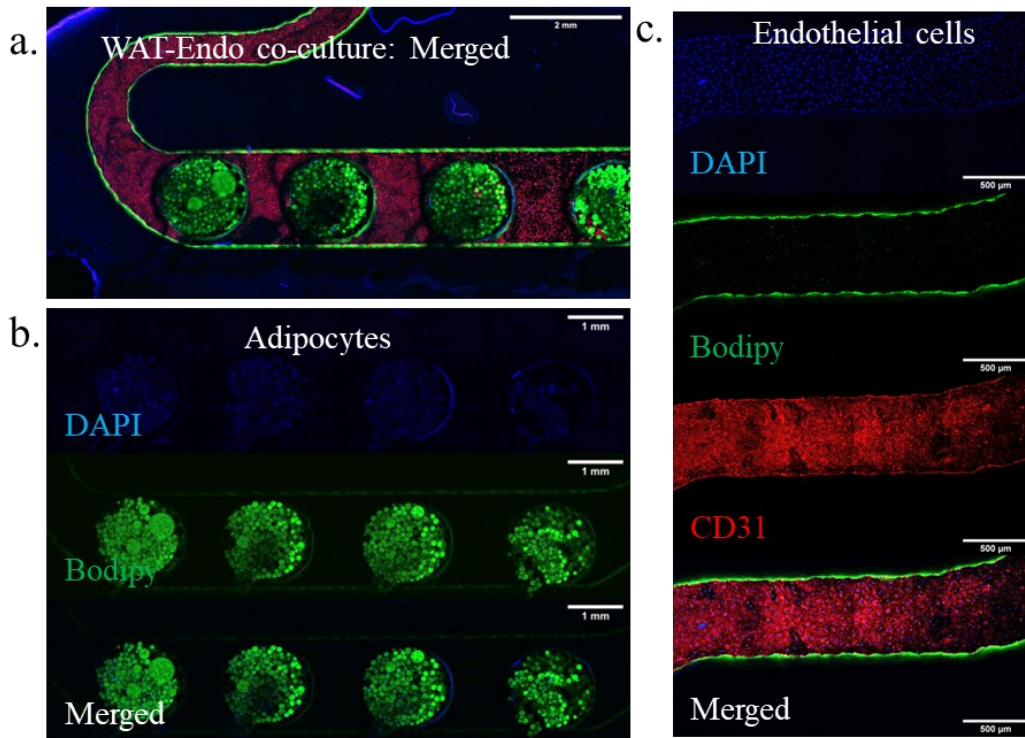 a.
WAT-Endo co-culture: Merged
2 mm
b.
Adipocytes
1 mm
DAPI
1 mm
Bodipy
1 mm
Merged
c.
Endothelial cells
DAPI
500 µm
Bodipy
500 µm
CD31
500 µm
Merged
500 µm